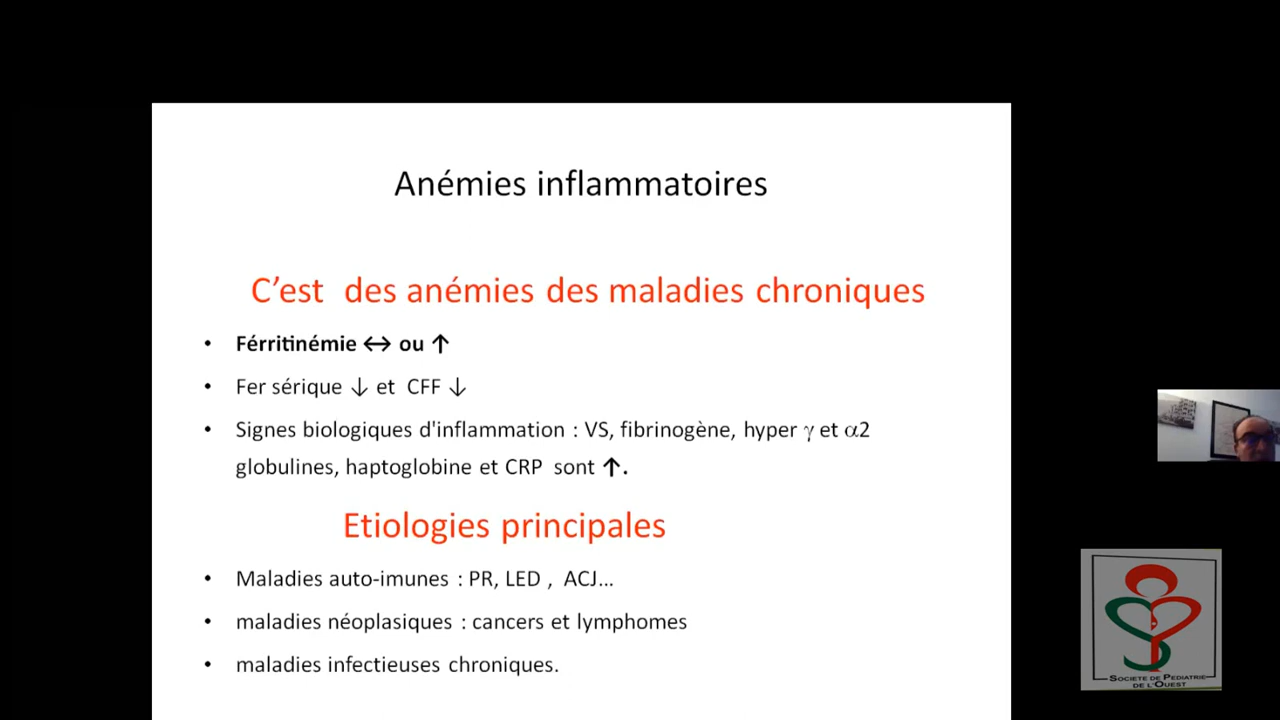 Anémies inflammatoires
C’est des anémies des maladies chroniques
• Férritinémie ↔ ou ↑
• Fer sérique ↓ et CFF ↓
• Signes biologiques d'inflammation : VS, fibrinogène, hyper γ et α2
globulines, haptoglobine et CRP sont ↑.
Etiologies principales
• Maladies auto-imunes : PR, LED , ACJ...
• maladies néoplasiques : cancers et lymphomes
• maladies infectieuses chroniques.
SOCIETE DE PEDIATRIE
DE L'OUEST